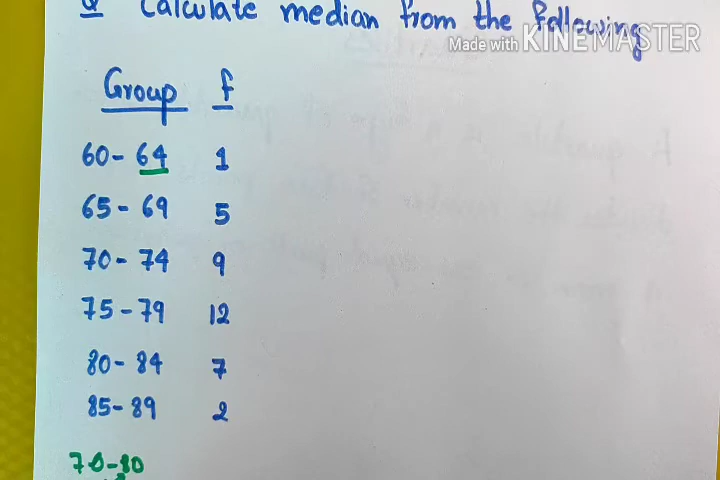 Q Calculate median from the following
Made with KINEMASTER
Group f
60 - 64 1
65 - 69 5
70 - 74 9
75 - 79 12
80 - 84 7
85 - 89 2
70-80